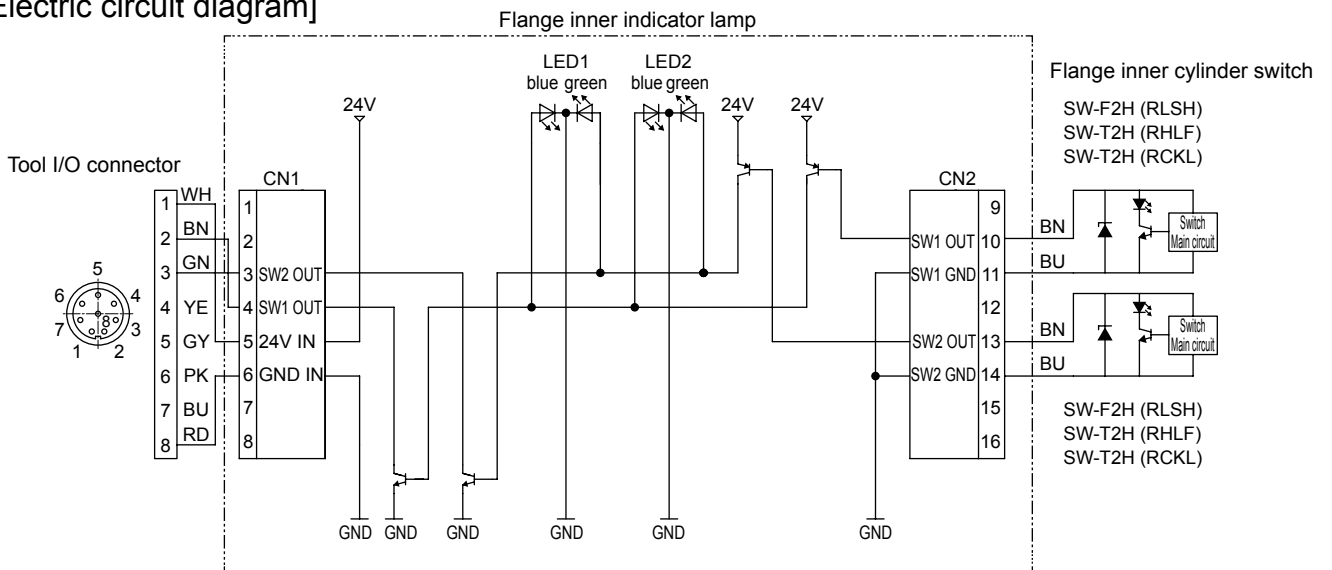 Electric circuit diagram]
Flange inner indicator lamp
LED1
blue green
LED2
blue green
24V
24V
24V
Flange inner cylinder switch
SW-F2H (RLSH)
SW-T2H (RHLF)
SW-T2H (RCKL)
Tool I/O connector
1 WH
2 BN
3 GN
4 YE
5 GY
6 PK
7 BU
8 RD
5
6 4
7 8 3
1 2
CN1
1
2
3 SW2 OUT
4 SW1 OUT
5 24V IN
6 GND IN
7
8
CN2
9
SW1 OUT 10
SW1 GND 11
12
SW2 OUT 13
SW2 GND 14
15
16
BN
BU
Switch
Main circuit
BN
BU
Switch
Main circuit
SW-F2H (RLSH)
SW-T2H (RHLF)
SW-T2H (RCKL)
GND GND GND GND GND GND